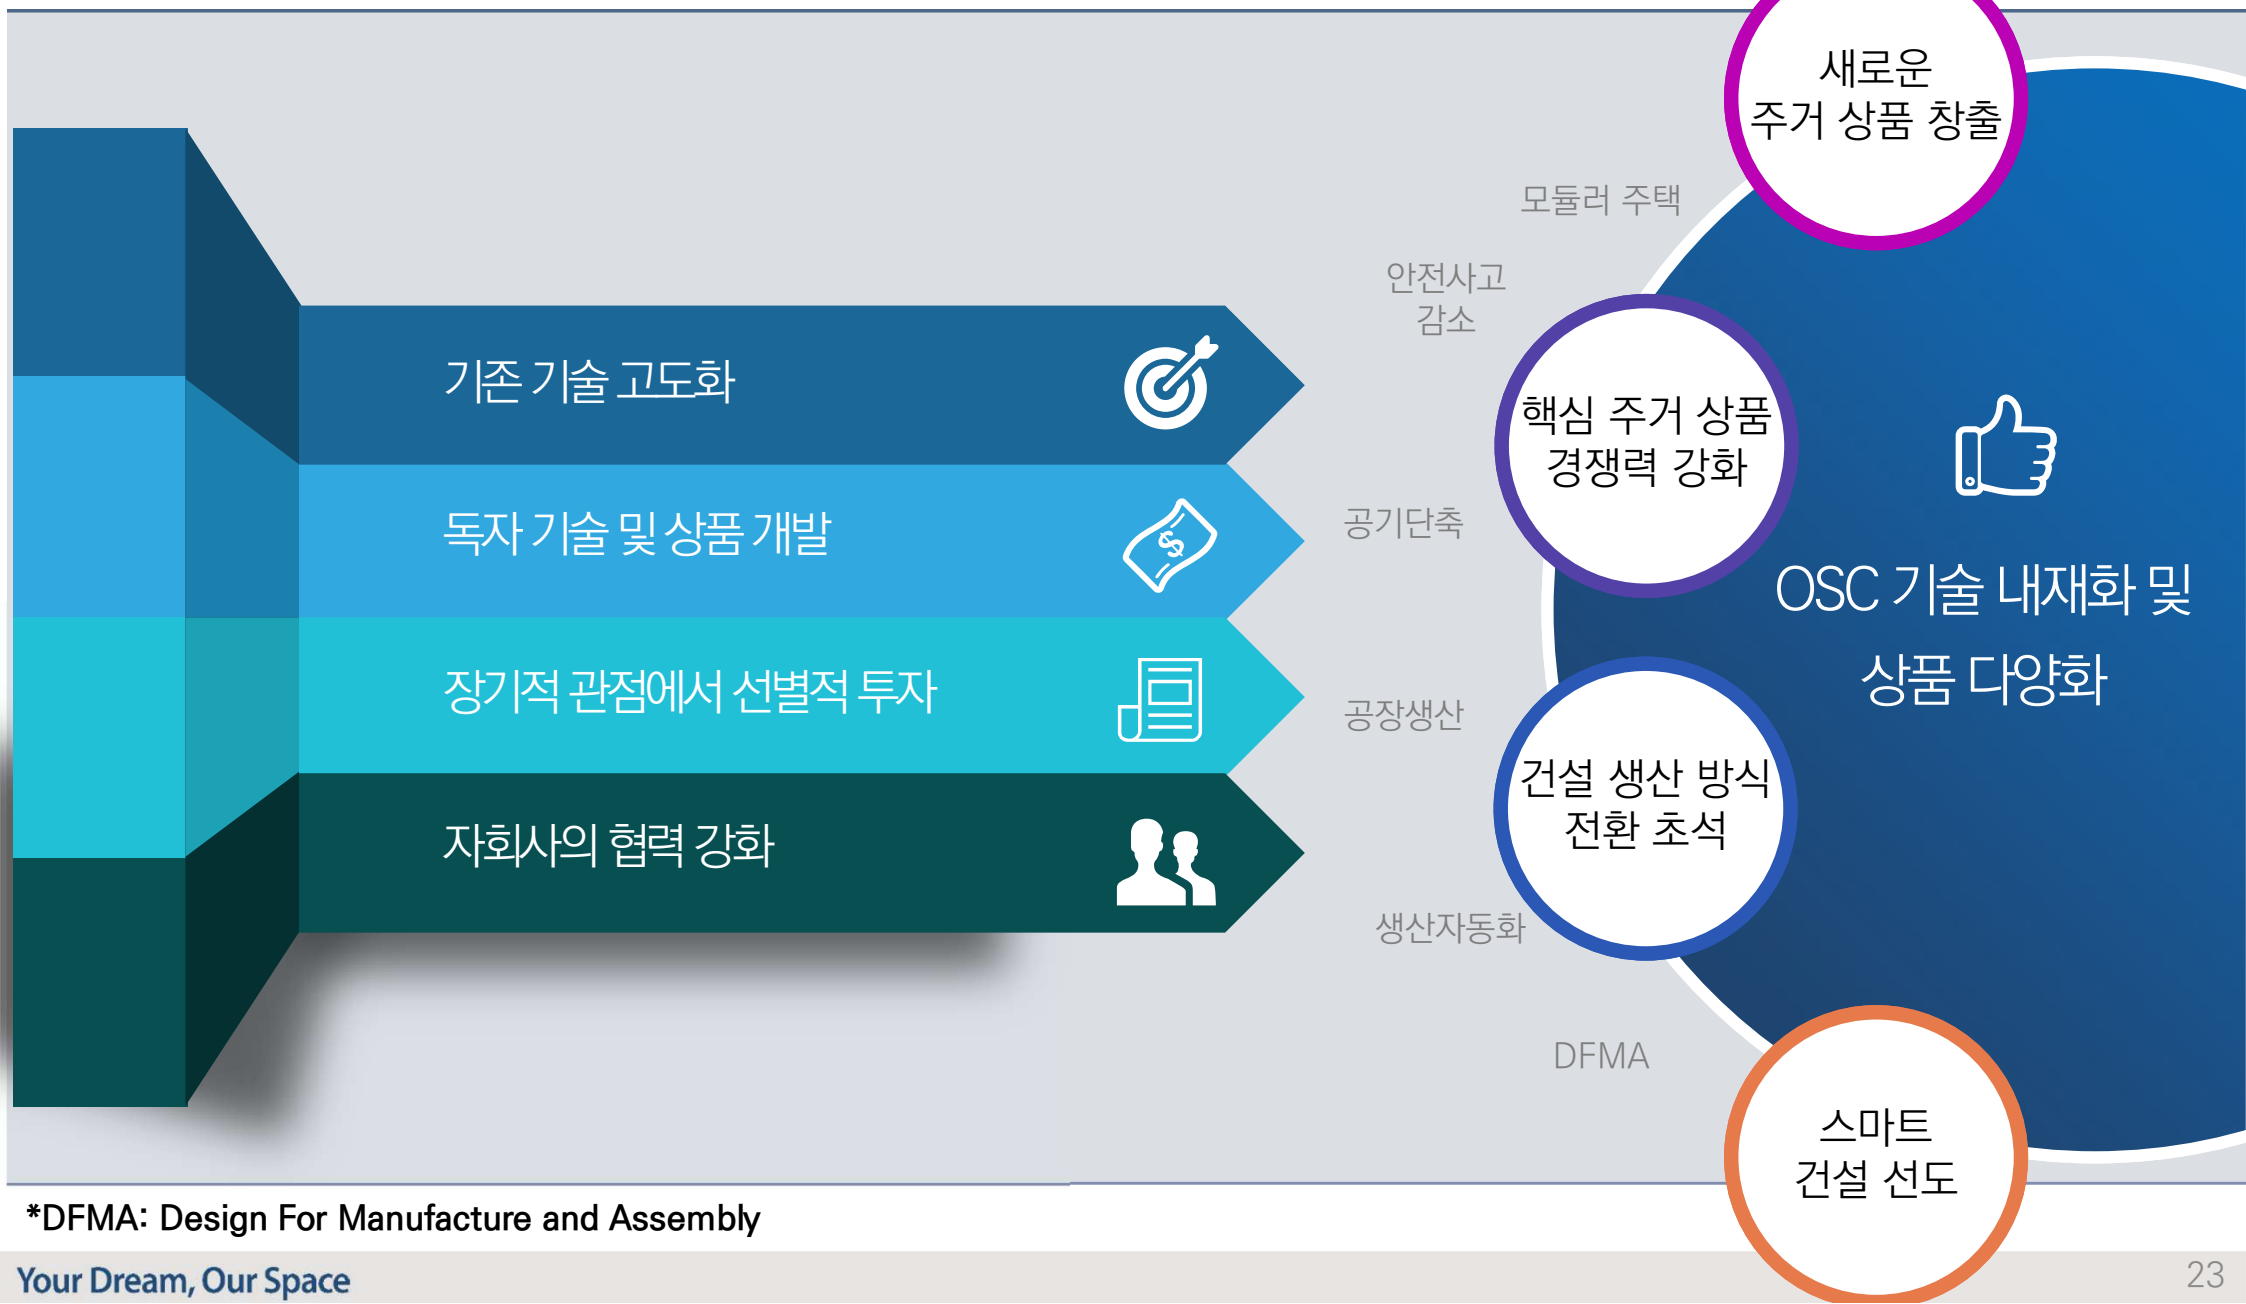 기존 기술 고도화
독자 기술 및 상품 개발
장기적 관점에서 선별적 투자
자회사의 협력 강화
모듈러 주택
안전사고
감소
공기단축
공장생산
생산자동화
DFMA
새로운
주거 상품 창출
핵심 주거 상품
경쟁력 강화
건설 생산 방식
전환 초석
스마트
건설 선도
OSC 기술 내재화 및
상품 다양화
*DFMA: Design For Manufacture and Assembly
Your Dream, Our Space
23